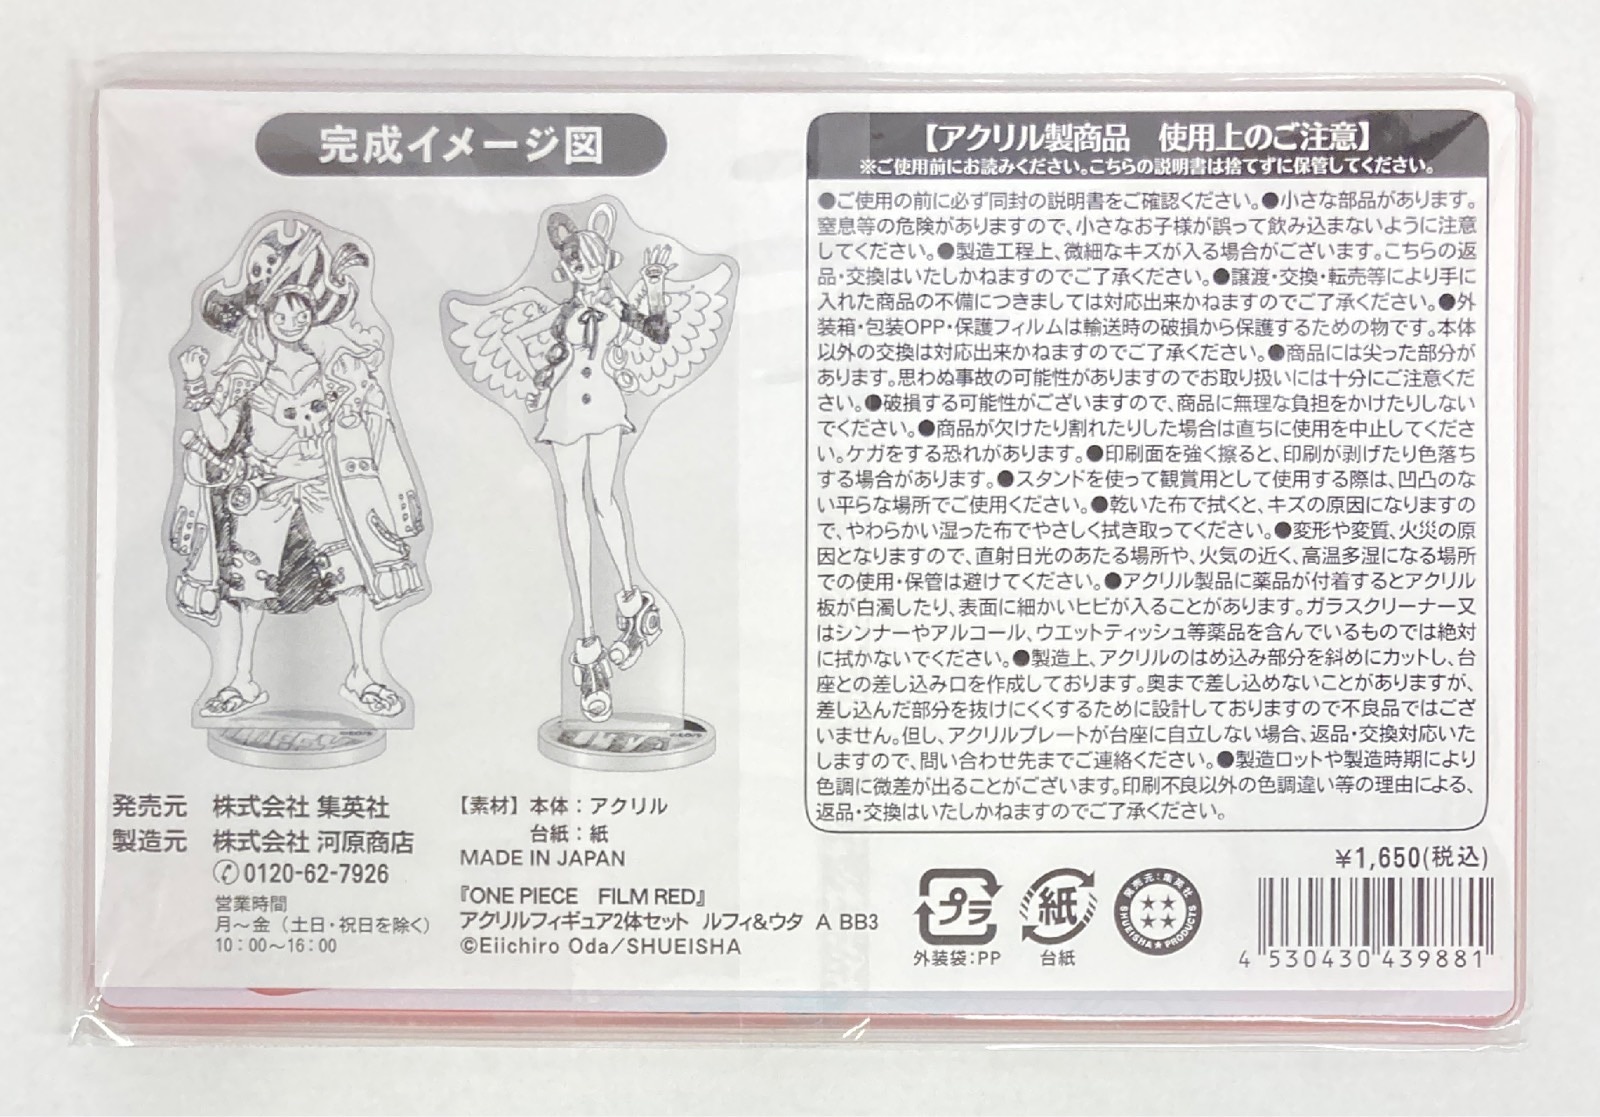 完成イメージ図
発売元 株式会社 集英社
製造元 株式会社 河原商店
0120-62-7926
営業時間
月～金（土日・祝日を除く）
10：00～16：00
【素材】本体：アクリル
台紙：紙
MADE IN JAPAN
『ONE PIECE FILM RED』
アクリルフィギュア2体セット ルフィ&ウタ A BB3
©Eiichiro Oda／SHUEISHA
【アクリル製商品 使用上のご注意】
※ご使用前にお読みください。こちらの説明書は捨てずに保管してください。
●ご使用の前に必ず同封の説明書をご確認ください。●小さな部品があります。
窒息等の危険がありますので、小さなお子様が誤って飲み込まないように注意
してください。●製造工程上、微細なキズが入る場合がございます。こちらの返
品・交換はいたしかねますのでご了承ください。●譲渡・交換・転売等により手に
入れた商品の不備につきましては対応出来かねますのでご了承ください。●外
装箱・包装OPP・保護フィルムは輸送時の破損から保護するための物です。本体
以外の交換は対応出来かねますのでご了承ください。●商品には尖った部分が
あります。思わぬ事故の可能性がありますのでお取り扱いには十分にご注意くだ
さい。●破損する可能性がございますので、商品に無理な負担をかけたりしない
でください。●商品が欠けたり割れたりした場合は直ちに使用を中止してくださ
い。ケガをする恐れがあります。●印刷面を強く擦ると、印刷が剥げたり色落ち
する場合があります。●スタンドを使って観賞用として使用する際は、凹凸のな
い平らな場所でご使用ください。●乾いた布で拭くと、キズの原因になりますの
で、やわらかい湿った布でやさしく拭き取ってください。●変形や変質、火災の原
因となりますので、直射日光のあたる場所や、火気の近く、高温多湿になる場所
での使用・保管は避けてください。●アクリル製品に薬品が付着するとアクリル
板が白濁したり、表面に細かいヒビが入ることがあります。ガラスクリーナー又
はシンナーやアルコール、ウエットティッシュ等薬品を含んでいるものでは絶対
に拭かないでください。●製造上、アクリルのはめ込み部分を斜めにカットし、台
座との差し込み口を作成しております。奥まで差し込めないことがありますが、
差し込んだ部分を抜けにくくするために設計しておりますので不良品ではござ
いません。但し、アクリルプレートが台座に自立しない場合、返品・交換対応いた
しますので、問い合わせ先までご連絡ください。●製造ロットや製造時期により
色調に微差が出ることがございます。印刷不良以外の色調違い等の理由による、
返品・交換はいたしかねますのでご了承ください。
¥1,650(税込)
プラ
外装袋：PP
紙
台紙
発売元：集英社
SHUEISHA★PRODUCTS
4 530430 439881